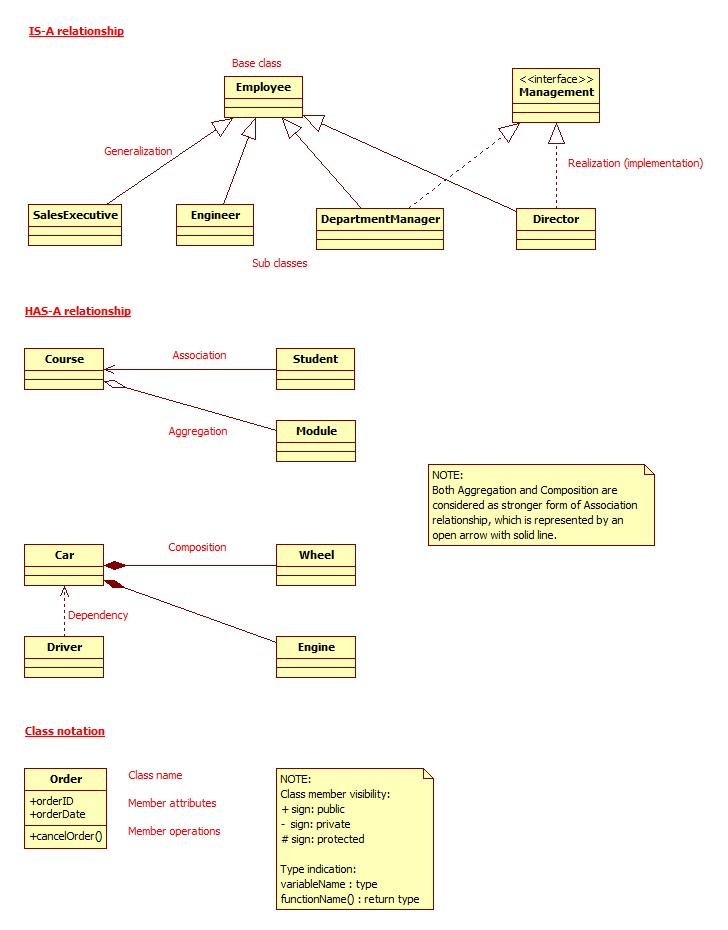 IS-A relationship
Base class
Employee
<<interface>>
Management
Generalization
Realization (implementation)
SalesExecutive
Engineer
DepartmentManager
Director
Sub classes
HAS-A relationship
Course
Association
Student
Aggregation
Module
NOTE:
Both Aggregation and Composition are
considered as stronger form of Association
relationship, which is represented by an
open arrow with solid line.
Car
Composition
Wheel
Dependency
Driver
Engine
Class notation
Order
Class name
+orderID
+orderDate
Member attributes
+cancelOrder()
Member operations
NOTE:
Class member visibility:
+ sign: public
- sign: private
# sign: protected
Type indication:
variableName : type
functionName() : return type